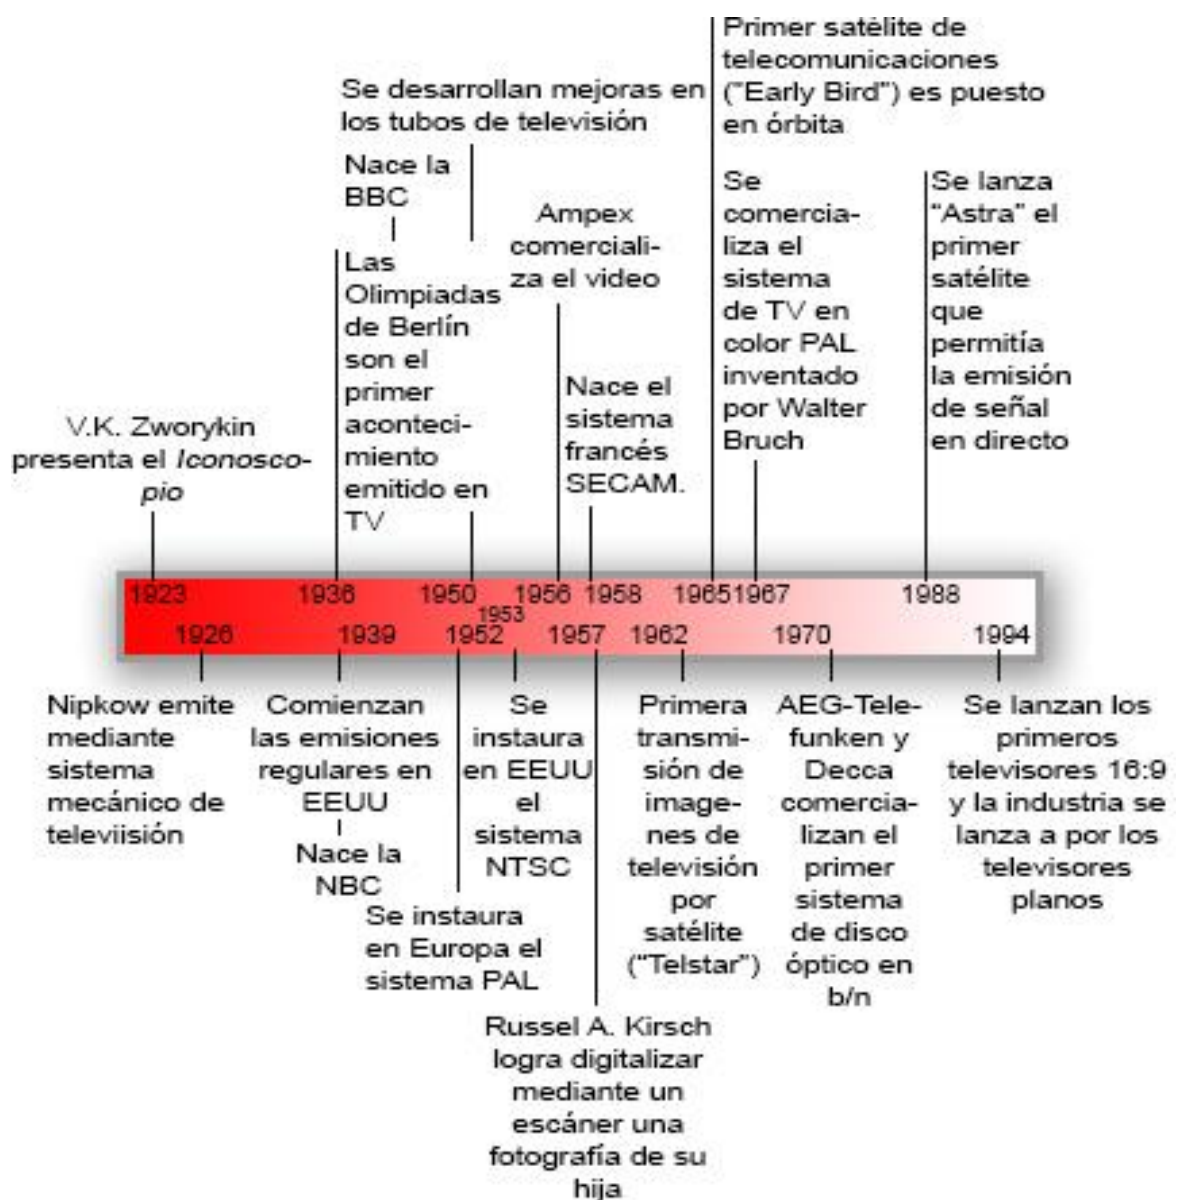 Primer satélite de
telecomunicaciones
("Early Bird") es puesto
en órbita
Se desarrollan mejoras en
los tubos de televisión
Nace la
BBC
Las
Olimpiadas
de Berlín
son el
primer
aconteci-
miento
emitido en
TV
Ampex
comerciali-
za el video
Nace el
sistema
francés
SECAM.
Se
comercia-
liza el
sistema
de TV en
color PAL
inventado
por Walter
Bruch
Se lanza
"Astra" el
primer
satélite
que
permitía
la emisión
de señal
en directo
V.K. Zworykin
presenta el Iconosco-
pio
1923 1936 1950 1956 1958 1965 1967 1988
1953
1926 1939 1952 1957 1962 1970 1994
Nipkow emite
mediante
sistema
mecánico de
televiisión
Comienzan
las emisiones
regulares en
EEUU
Nace la
NBC
Se instaura
en Europa el
sistema PAL
Se
instaura
en EEUU
el
sistema
NTSC
Russel A. Kirsch
logra digitalizar
mediante un
escáner una
fotografía de su
hija
Primera
transmi-
sión de
image-
nes de
televisión
por
satélite
("Telstar")
AEG-Tele-
funken y
Decca
comercia-
lizan el
primer
sistema
de disco
óptico en
b/n
Se lanzan los
primeros
televisores 16:9
y la industria se
lanza a por los
televisores
planos